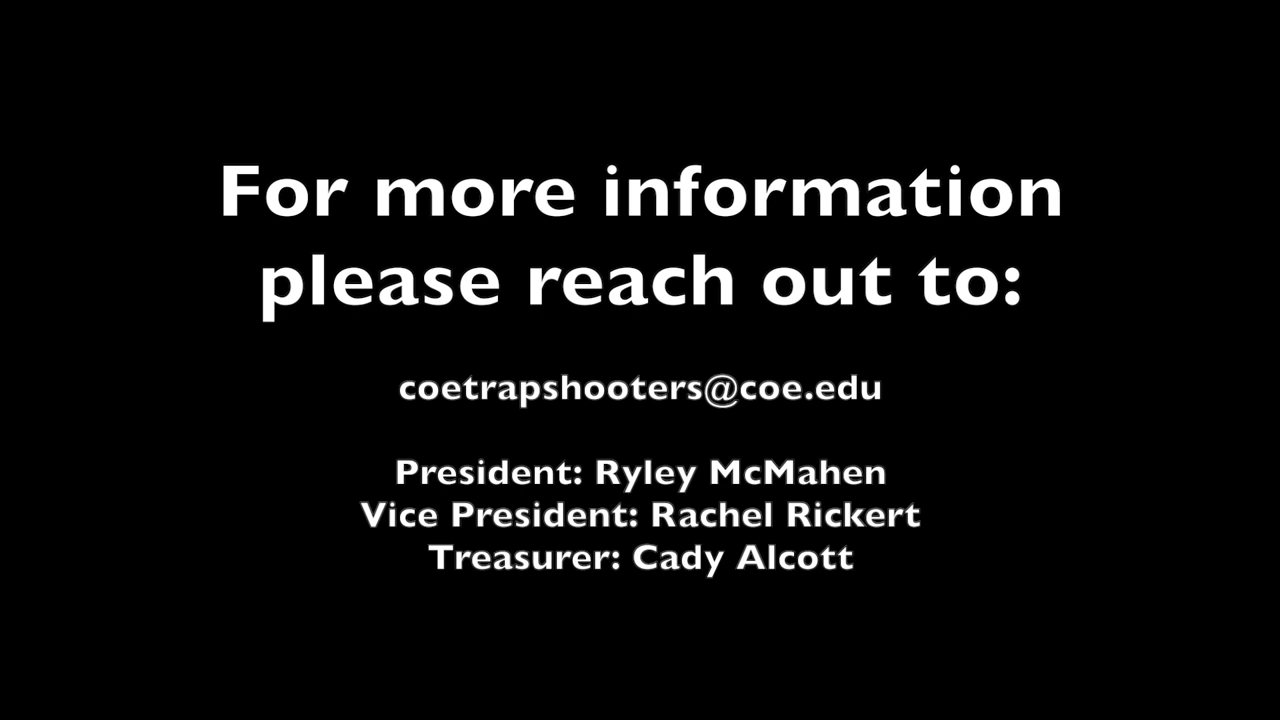 For more information
please reach out to:
coetrapshooters@coe.edu
President: Ryley McMahen
Vice President: Rachel Rickert
Treasurer: Cady Alcott